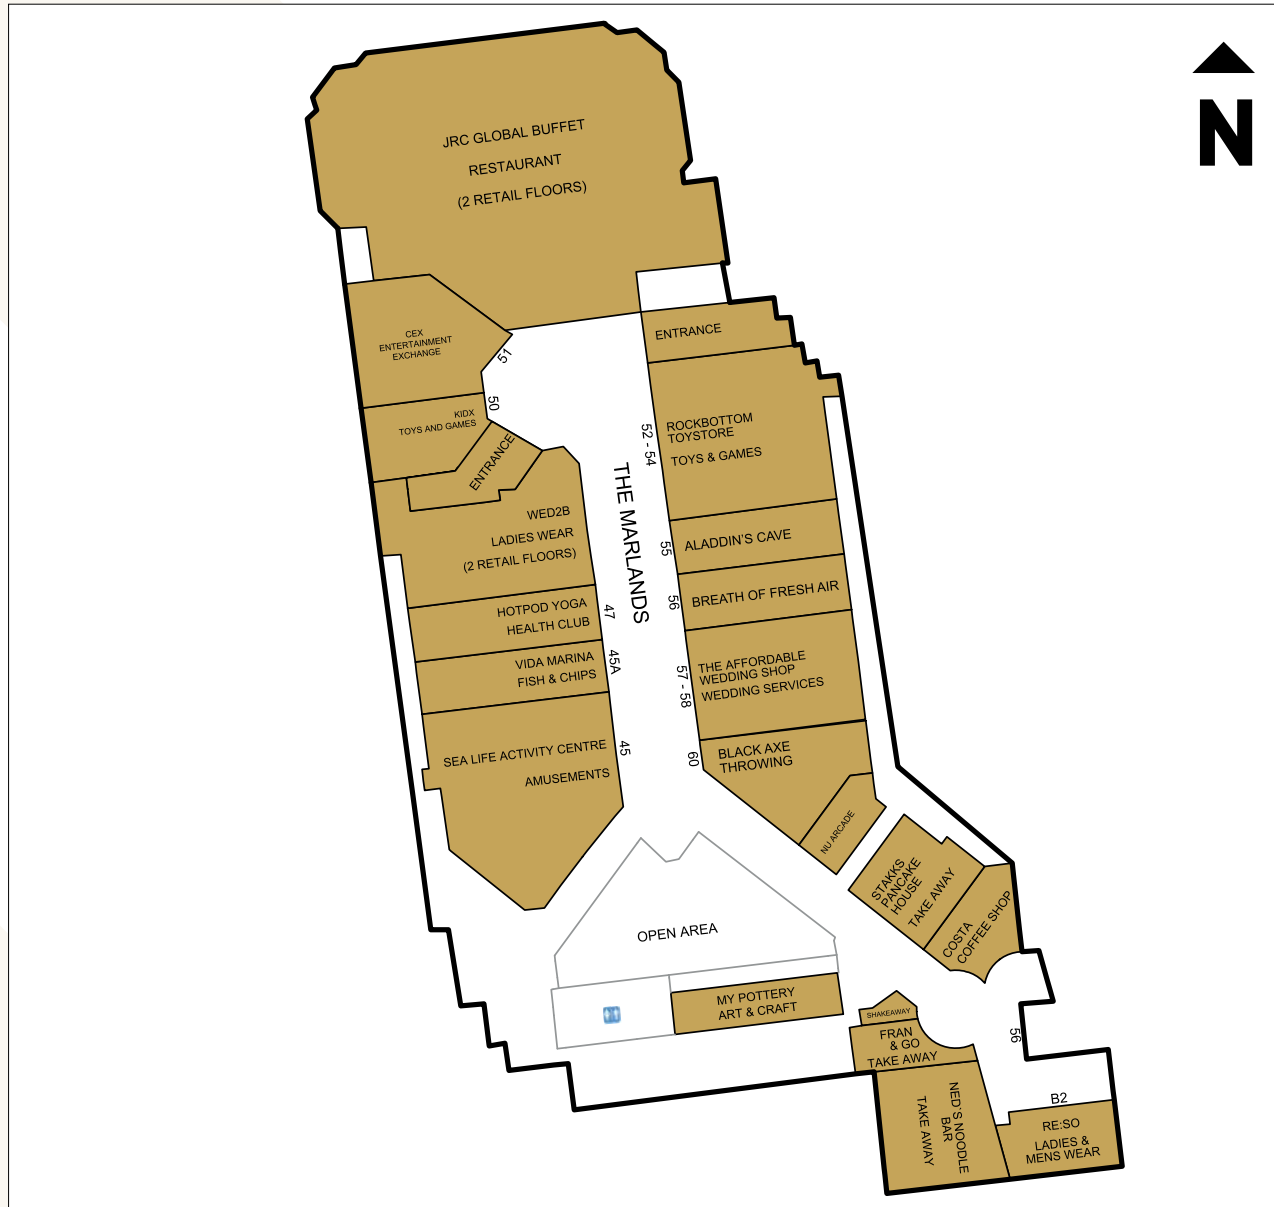 N
JRC GLOBAL BUFFET
RESTAURANT
(2 RETAIL FLOORS)
CEX
ENTERTAINMENT
EXCHANGE
51
ENTRANCE
KIDX
TOYS AND GAMES
50
ENTRANCE
ROCKBOTTOM
TOYSTORE
TOYS & GAMES
52 - 54
THE MARLANDS
WED2B
LADIES WEAR
(2 RETAIL FLOORS)
ALADDIN'S CAVE
55
BREATH OF FRESH AIR
56
HOTPOD YOGA
HEALTH CLUB
47
VIDA MARINA
FISH & CHIPS
45A
THE AFFORDABLE
WEDDING SHOP
WEDDING SERVICES
57 - 58
SEA LIFE ACTIVITY CENTRE
AMUSEMENTS
45
BLACK AXE
THROWING
60
NU ARCADE
STAKKS
PANCAKE
HOUSE
TAKE AWAY
COSTA
COFFEE SHOP
OPEN AREA
MY POTTERY
ART & CRAFT
SHAKEAWAY
FRAN
& GO
TAKE AWAY
56
NED`S NOODLE
BAR
TAKE AWAY
B2
RE:SO
LADIES &
MENS WEAR